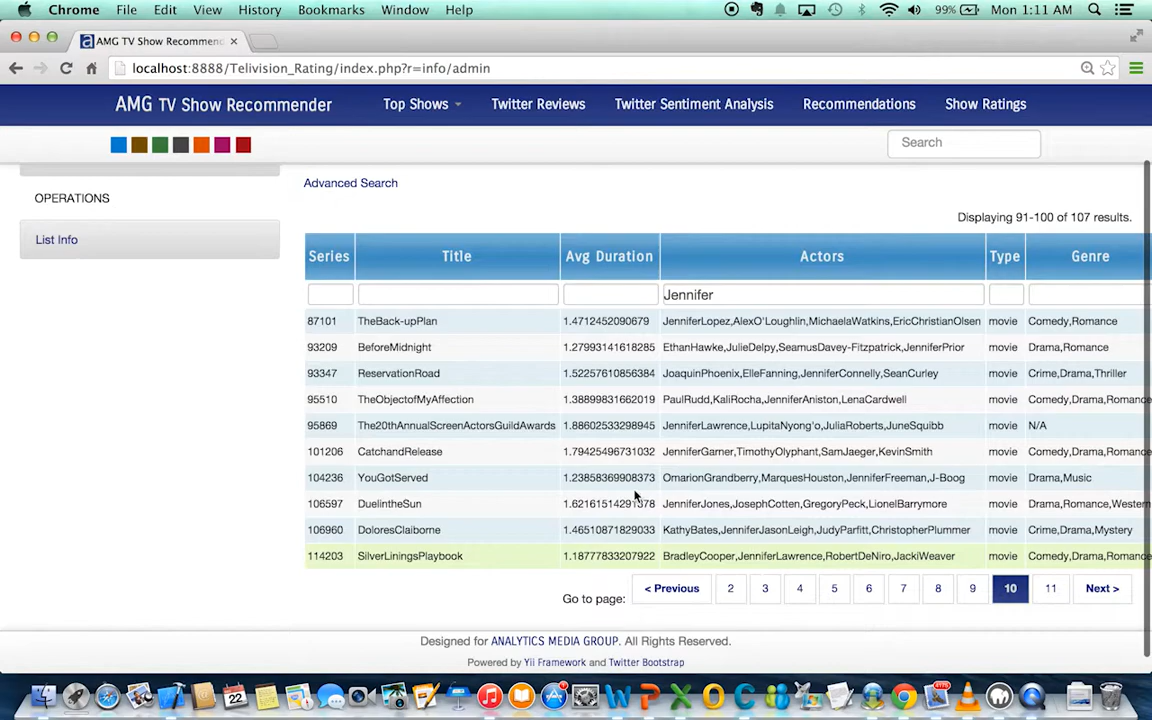 Chrome File Edit View History Bookmarks Window Help 99% Mon 1:11 AM
AMG TV Show Recommend
localhost:8888/Telivision_Rating/index.php?r=info/admin
AMG TV Show Recommender Top Shows Twitter Reviews Twitter Sentiment Analysis Recommendations Show Ratings
Search
OPERATIONS
List Info
Advanced Search
Displaying 91-100 of 107 results.
Series Title Avg Duration Actors Type Genre
Jennifer
87101 TheBack-upPlan 1.4712452090679 JenniferLopez,AlexO'Loughlin,MichaelaWatkins,EricChristianOlsen movie Comedy,Romance
93209 BeforeMidnight 1.27993141618285 EthanHawke,JulieDelpy,SeamusDavey-Fitzpatrick,JenniferPrior movie Drama,Romance
93347 ReservationRoad 1.52257610856384 JoaquinPhoenix,ElleFanning,JenniferConnelly,SeanCurley movie Crime,Drama,Thriller
95510 TheObjectofMyAffection 1.38899831662019 PaulRudd,KaliRocha,JenniferAniston,LenaCardwell movie Comedy,Drama,Romance
95869 The20thAnnualScreenActorsGuildAwards 1.88602533298945 JenniferLawrence,LupitaNyong'o,JuliaRoberts,JuneSquibb movie N/A
101206 CatchandRelease 1.79425496731032 JenniferGarner,TimothyOlyphant,SamJaeger,KevinSmith movie Comedy,Drama,Romance
104236 YouGotServed 1.23858369908373 OmarionGrandberry,MarquesHouston,JenniferFreeman,J-Boog movie Drama,Music
106597 DuelintheSun 1.62161514291378 JenniferJones,JosephCotten,GregoryPeck,LionelBarrymore movie Drama,Romance,Western
106960 DoloresClaiborne 1.46510871829033 KathyBates,JenniferJasonLeigh,JudyParfitt,ChristopherPlummer movie Crime,Drama,Mystery
114203 SilverLiningsPlaybook 1.18777833207922 BradleyCooper,JenniferLawrence,RobertDeNiro,JackiWeaver movie Comedy,Drama,Romance
Go to page: < Previous 2 3 4 5 6 7 8 9 10 11 Next >
Designed for ANALYTICS MEDIA GROUP. All Rights Reserved.
Powered by Yii Framework and Twitter Bootstrap